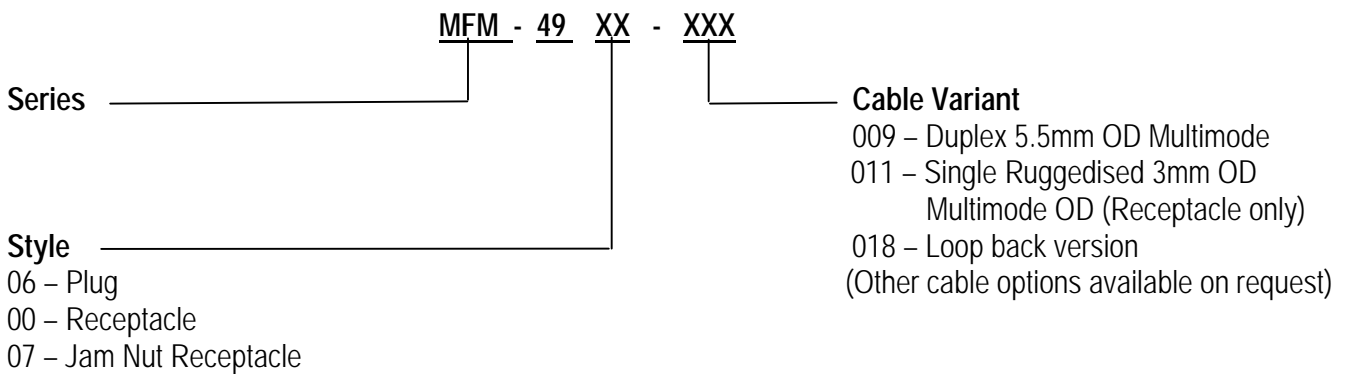 MFM - 49 XX - XXX
Series
Cable Variant
009 – Duplex 5.5mm OD Multimode
011 – Single Ruggedised 3mm OD
Multimode OD (Receptacle only)
018 – Loop back version
(Other cable options available on request)
Style
06 – Plug
00 – Receptacle
07 – Jam Nut Receptacle